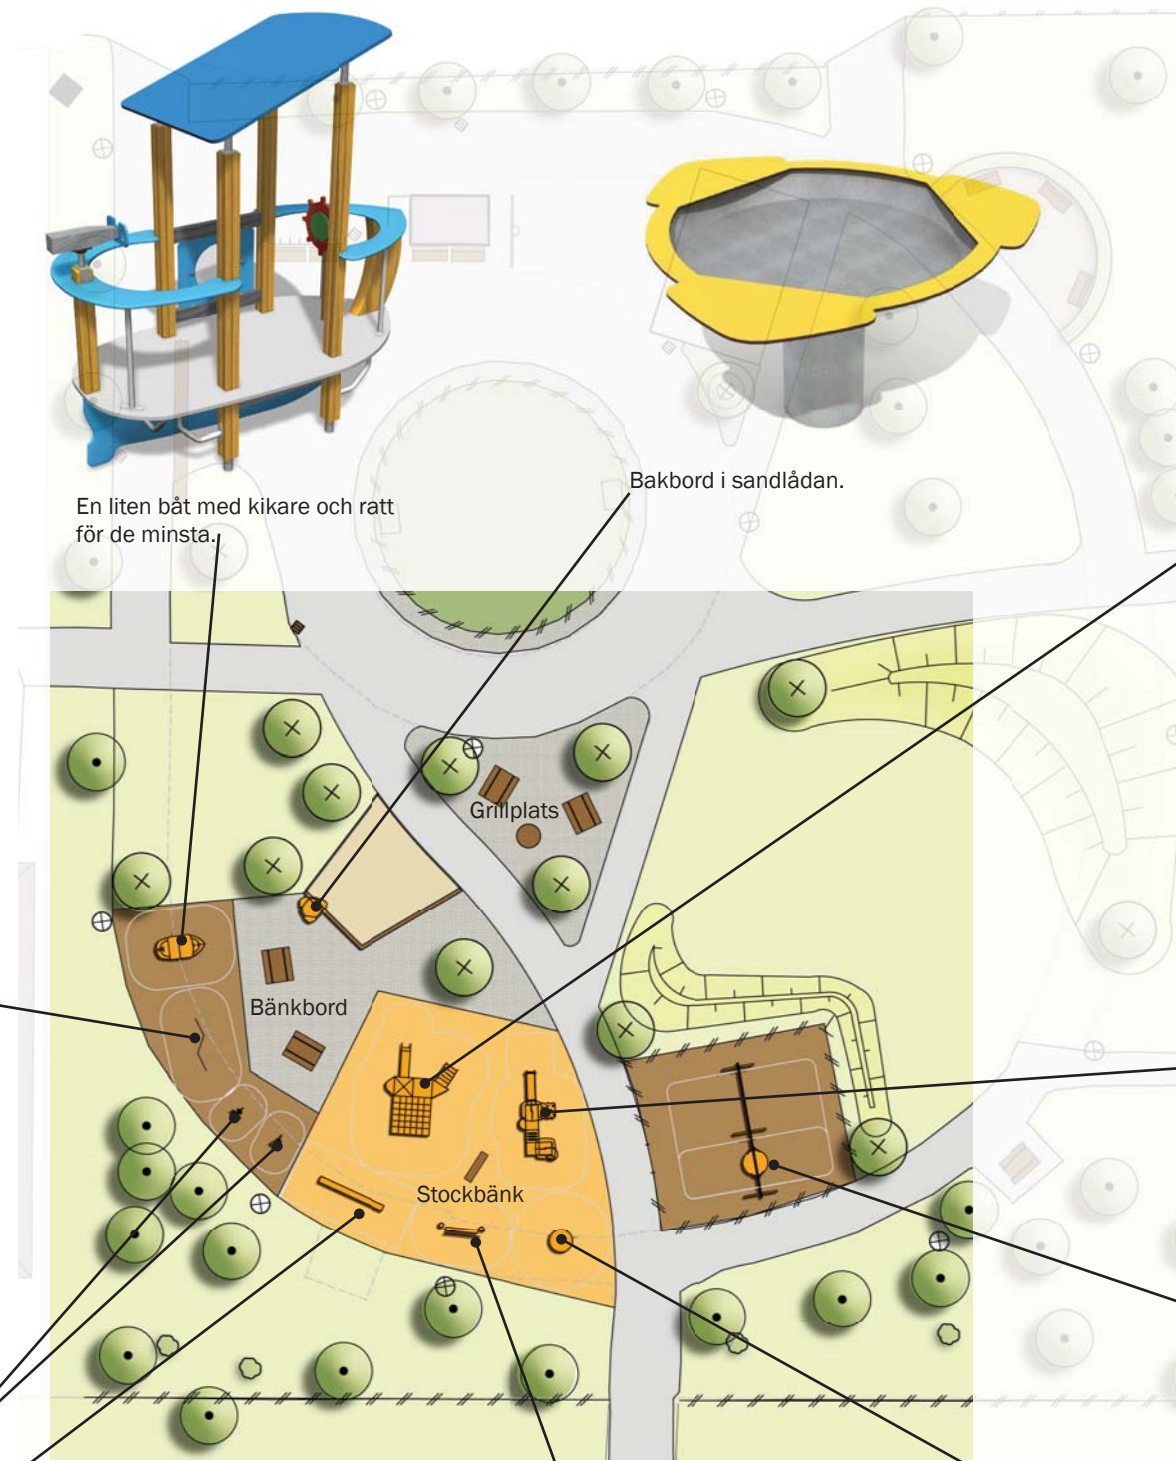 En liten båt med kikare och ratt
för de minsta.
Bakbord i sandlådan.
Grillplats
Bänkbord
Stockbänk